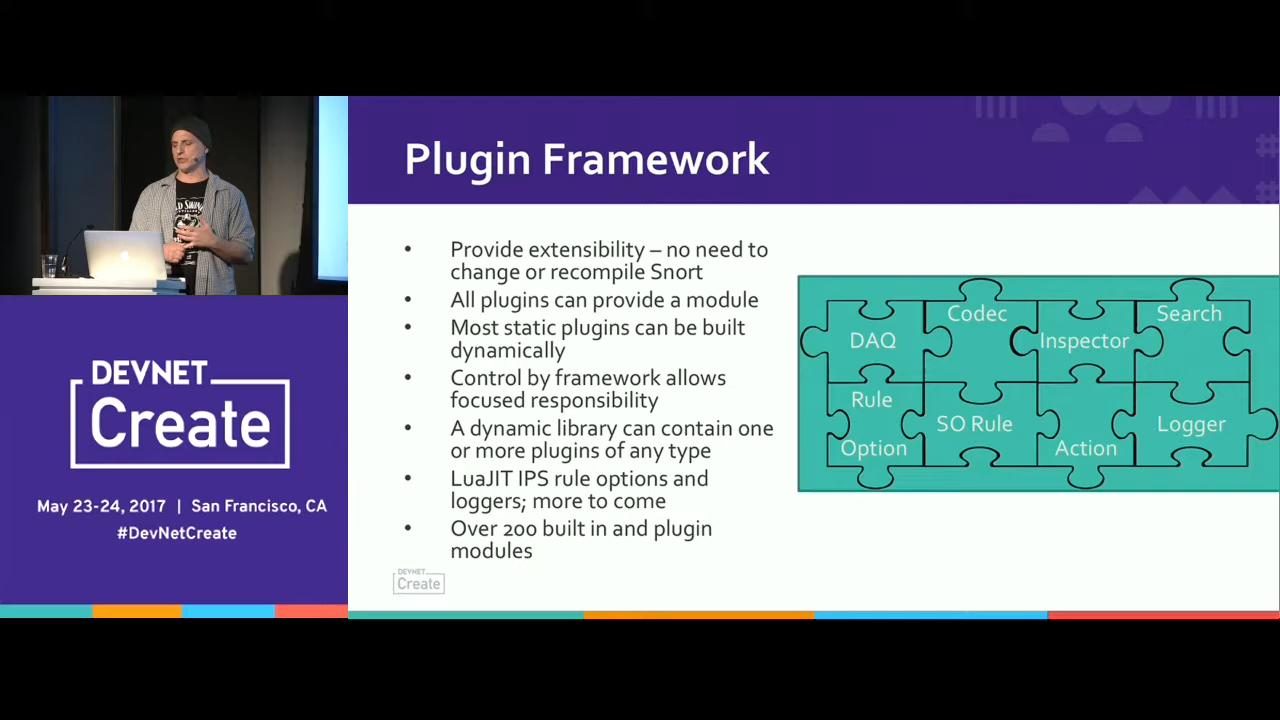 Plugin Framework
• Provide extensibility – no need to
change or recompile Snort
• All plugins can provide a module
• Most static plugins can be built
dynamically
• Control by framework allows
focused responsibility
• A dynamic library can contain one
or more plugins of any type
• LuaJIT IPS rule options and
loggers; more to come
• Over 200 built in and plugin
modules
DAQ
Codec
Inspector
Search
Rule
Option
SO Rule
Action
Logger
DEVNET
Create
DEVNET
Create
May 23-24, 2017 | San Francisco, CA
#DevNetCreate